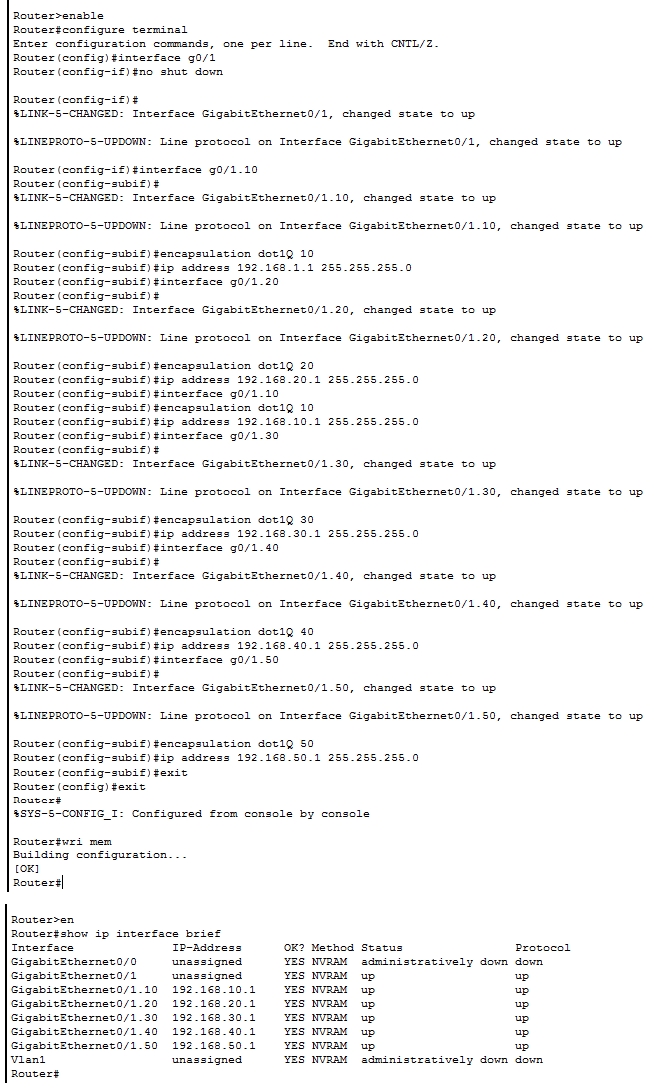 Router>enable
Router#configure terminal
Enter configuration commands, one per line.  End with CNTL/Z.
Router(config)#interface g0/1
Router(config-if)#no shut down
Router(config-if)#
%LINK-5-CHANGED: Interface GigabitEthernet0/1, changed state to up
%LINEPROTO-5-UPDOWN: Line protocol on Interface GigabitEthernet0/1, changed state to up
Router(config-if)#interface g0/1.10
Router(config-subif)#
%LINK-5-CHANGED: Interface GigabitEthernet0/1.10, changed state to up
%LINEPROTO-5-UPDOWN: Line protocol on Interface GigabitEthernet0/1.10, changed state to up
Router(config-subif)#encapsulation dot1Q 10
Router(config-subif)#ip address 192.168.1.1 255.255.255.0
Router(config-subif)#interface g0/1.20
Router(config-subif)#
%LINK-5-CHANGED: Interface GigabitEthernet0/1.20, changed state to up
%LINEPROTO-5-UPDOWN: Line protocol on Interface GigabitEthernet0/1.20, changed state to up
Router(config-subif)#encapsulation dot1Q 20
Router(config-subif)#ip address 192.168.20.1 255.255.255.0
Router(config-subif)#interface g0/1.10
Router(config-subif)#encapsulation dot1Q 10
Router(config-subif)#ip address 192.168.10.1 255.255.255.0
Router(config-subif)#interface g0/1.30
Router(config-subif)#
%LINK-5-CHANGED: Interface GigabitEthernet0/1.30, changed state to up
%LINEPROTO-5-UPDOWN: Line protocol on Interface GigabitEthernet0/1.30, changed state to up
Router(config-subif)#encapsulation dot1Q 30
Router(config-subif)#ip address 192.168.30.1 255.255.255.0
Router(config-subif)#interface g0/1.40
Router(config-subif)#
%LINK-5-CHANGED: Interface GigabitEthernet0/1.40, changed state to up
%LINEPROTO-5-UPDOWN: Line protocol on Interface GigabitEthernet0/1.40, changed state to up
Router(config-subif)#encapsulation dot1Q 40
Router(config-subif)#ip address 192.168.40.1 255.255.255.0
Router(config-subif)#interface g0/1.50
Router(config-subif)#
%LINK-5-CHANGED: Interface GigabitEthernet0/1.50, changed state to up
%LINEPROTO-5-UPDOWN: Line protocol on Interface GigabitEthernet0/1.50, changed state to up
Router(config-subif)#encapsulation dot1Q 50
Router(config-subif)#ip address 192.168.50.1 255.255.255.0
Router(config-subif)#exit
Router(config)#exit
Router#
%SYS-5-CONFIG_I: Configured from console by console
Router#wri mem
Building configuration...
[OK]
Router#
Router>en
Router#show ip interface brief
Interface IP-Address OK? Method Status Protocol
GigabitEthernet0/0 unassigned YES NVRAM administratively down down
GigabitEthernet0/1 unassigned YES NVRAM up up
GigabitEthernet0/1.10 192.168.10.1 YES NVRAM up up
GigabitEthernet0/1.20 192.168.20.1 YES NVRAM up up
GigabitEthernet0/1.30 192.168.30.1 YES NVRAM up up
GigabitEthernet0/1.40 192.168.40.1 YES NVRAM up up
GigabitEthernet0/1.50 192.168.50.1 YES NVRAM up up
Vlan1 unassigned YES NVRAM administratively down down
Router#